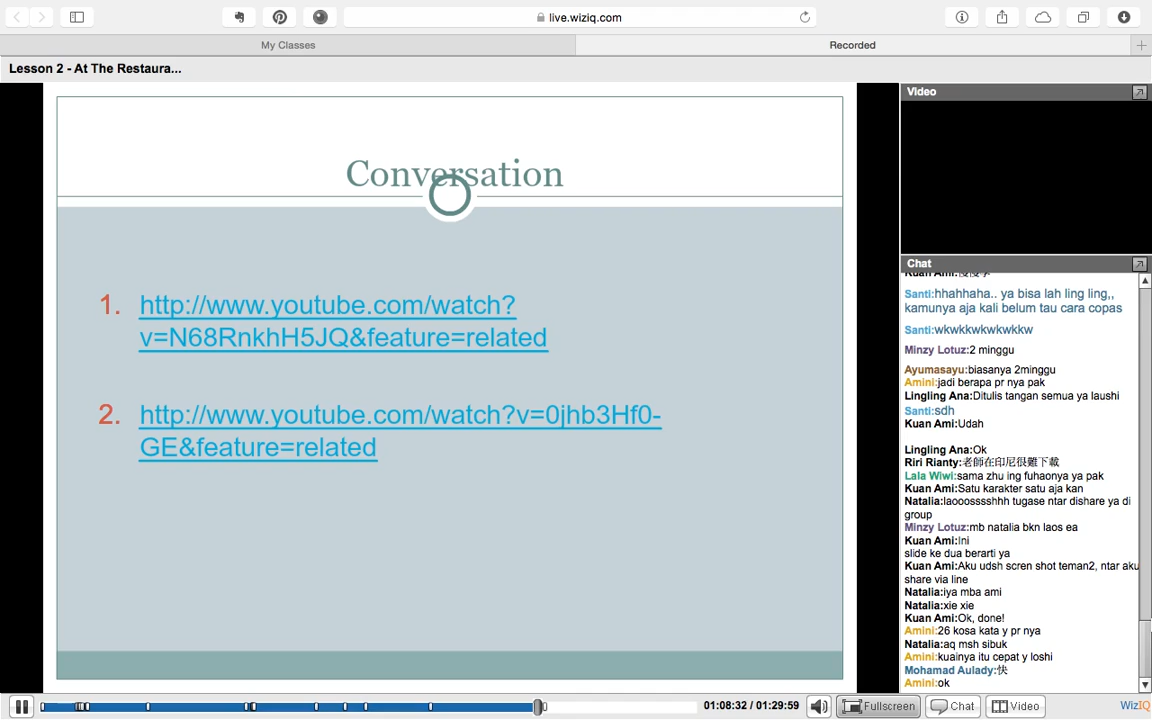 live.wiziq.com
My Classes
Recorded
Lesson 2 - At The Restaura...
Conversation
1. http://www.youtube.com/watch?
v=N68RnkhH5JQ&feature=related
2. http://www.youtube.com/watch?v=0jhb3Hf0-
GE&feature=related
Video
Chat
Kuan Ami:
Santi:hhahhaha.. ya bisa lah ling ling,,
kamunya aja kali belum tau cara copas
Santi:wkwkkwkwkwkkw
Minzy Lotuz:2 minggu
Ayumasayu:biasanya 2minggu
Amini:jadi berapa pr nya pak
Lingling Ana:Ditulis tangan semua ya laushi
Santi:sdh
Kuan Ami:Udah
Lingling Ana:Ok
Riri Rianty:老師在印尼很難下載
Lala Wiwi:sama zhu ing fuhaonya ya pak
Kuan Ami:Satu karakter satu aja kan
Natalia:laooosssshhh tugase ntar dishare ya di
group
Minzy Lotuz:mb natalia bkn laos ea
Kuan Ami:Ini
slide ke dua berarti ya
Kuan Ami:Aku udsh scren shot teman2, ntar aku
share via line
Natalia:iya mba ami
Natalia:xie xie
Kuan Ami:Ok, done!
Amini:26 kosa kata y pr nya
Natalia:aq msh sibuk
Amini:kuainya itu cepat y loshi
Mohamad Aulady:快
Amini:ok
01:08:32 / 01:29:59
Fullscreen
Chat
Video
WizIQ